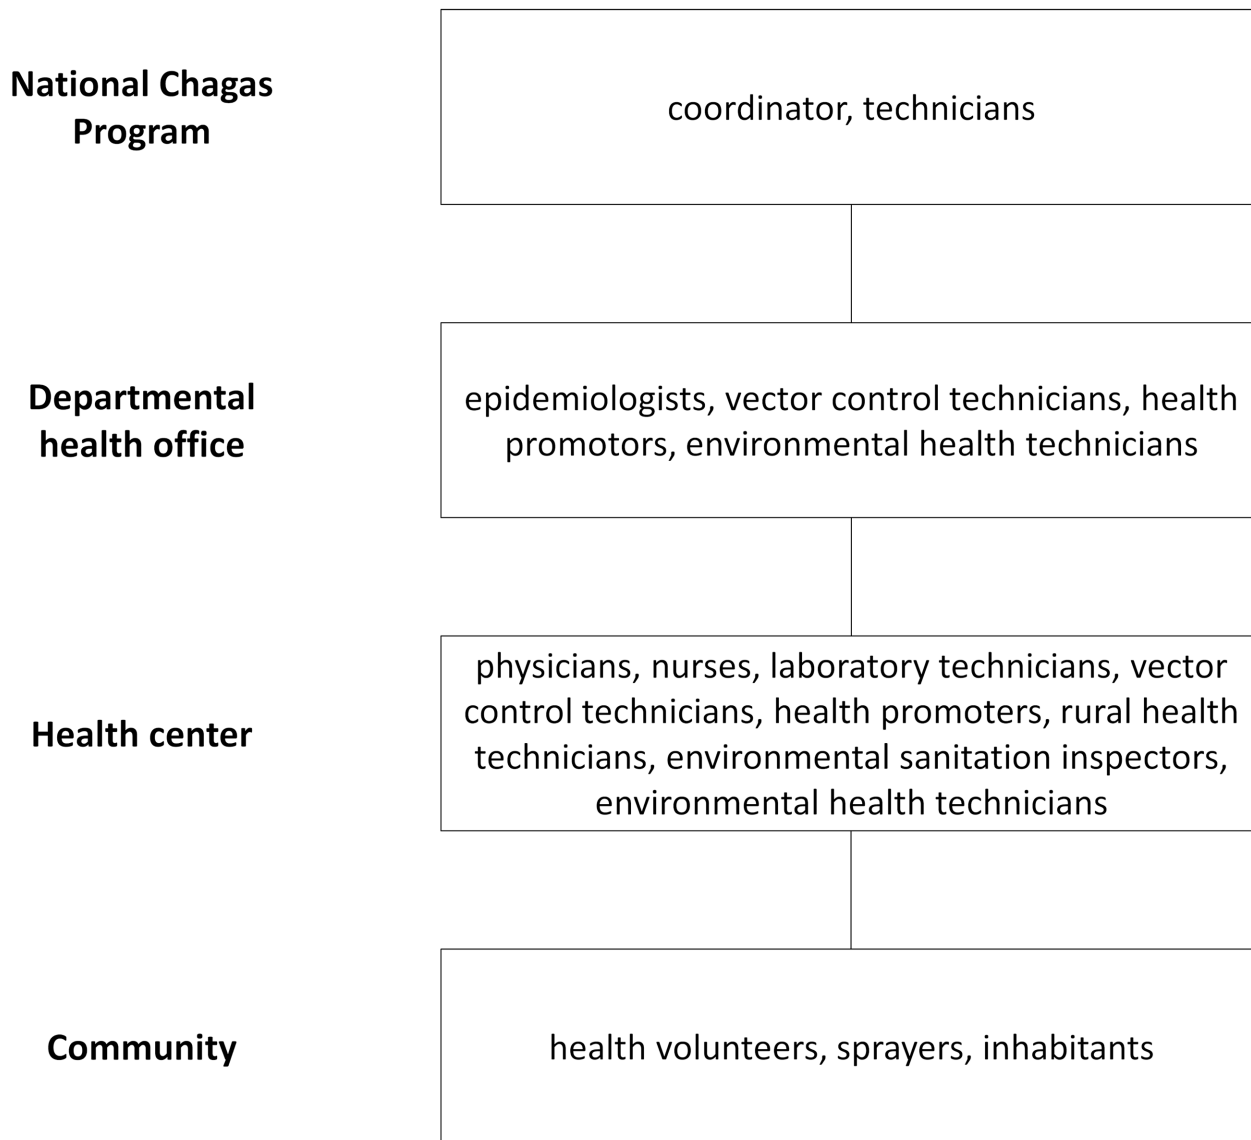 National Chagas
Program
coordinator, technicians
Departmental
health office
epidemiologists, vector control technicians, health
promotors, environmental health technicians
Health center
physicians, nurses, laboratory technicians, vector
control technicians, health promoters, rural health
technicians, environmental sanitation inspectors,
environmental health technicians
Community
health volunteers, sprayers, inhabitants